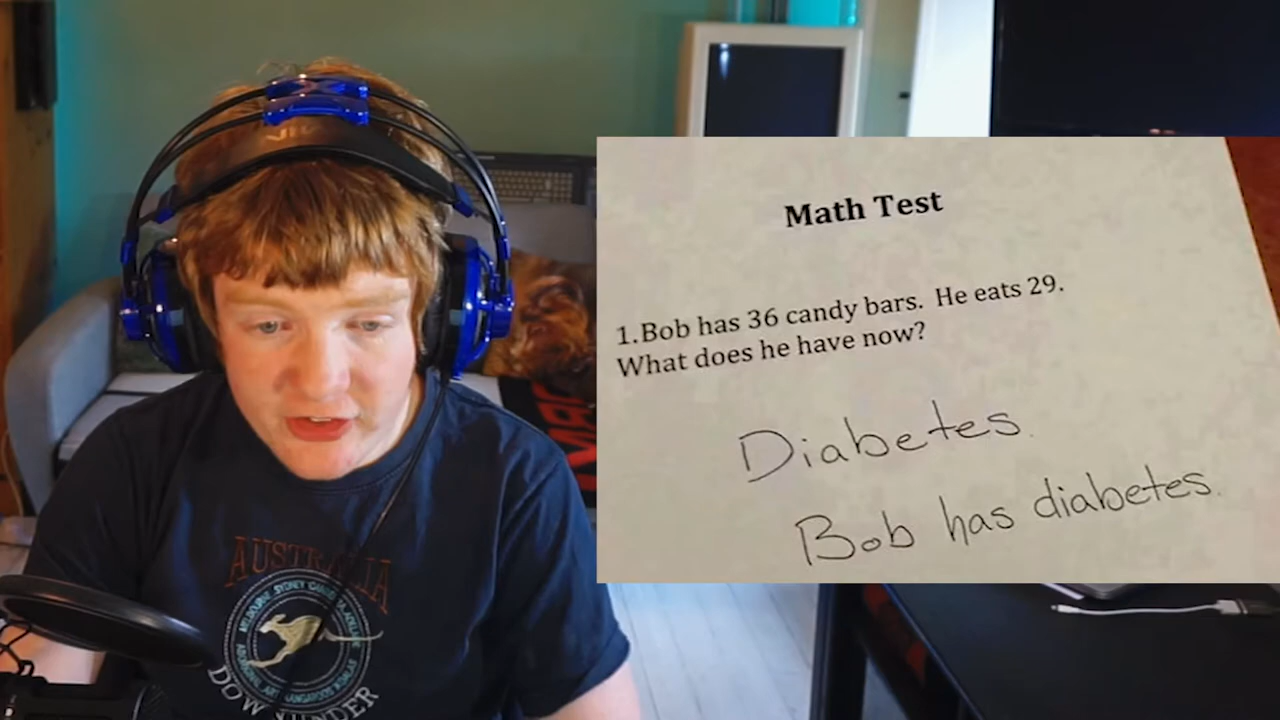 Math Test
1.Bob has 36 candy bars. He eats 29.
What does he have now?
Diabetes.
Bob has diabetes.
AUSTRALIA
DOWN UNDER